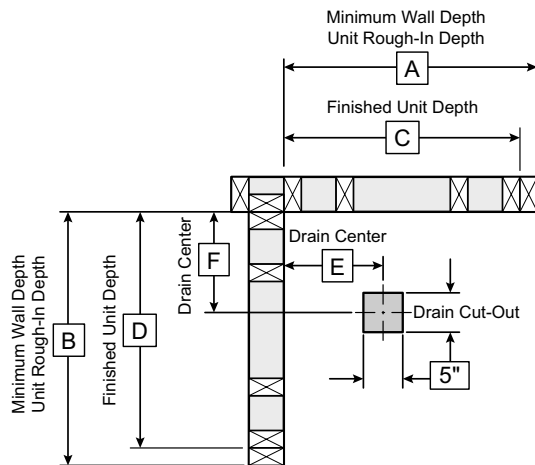 Minimum Wall Depth
Unit Rough-In Depth
A
Finished Unit Depth
C
Drain Center
E
Drain Center
F
Minimum Wall Depth
Unit Rough-In Depth
B
Finished Unit Depth
D
Drain Cut-Out
5"